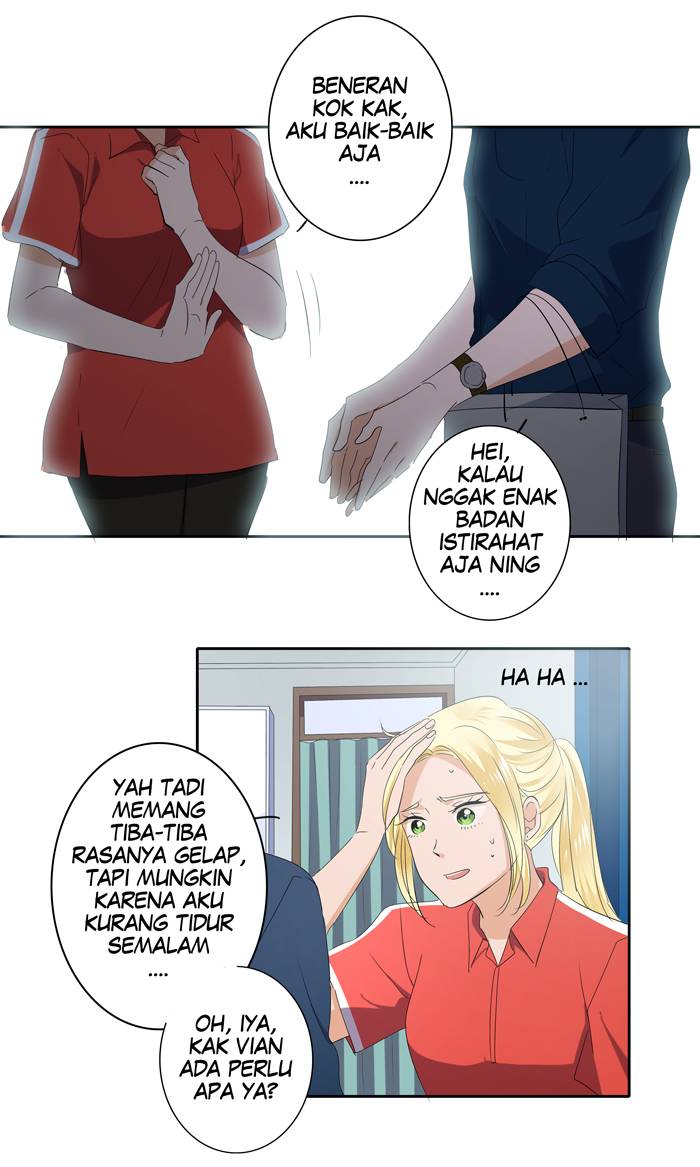 BENERAN
KOK KAK,
AKU BAIK-BAIK
AJA
....
HEI,
KALAU
NGGAK ENAK
BADAN
ISTIRAHAT
AJA NING
....
HA HA ...
YAH TADI
MEMANG
TIBA-TIBA
RASANYA GELAP,
TAPI MUNGKIN
KARENA AKU
KURANG TIDUR
SEMALAM
....
OH, IYA,
KAK VIAN
ADA PERLU
APA YA?